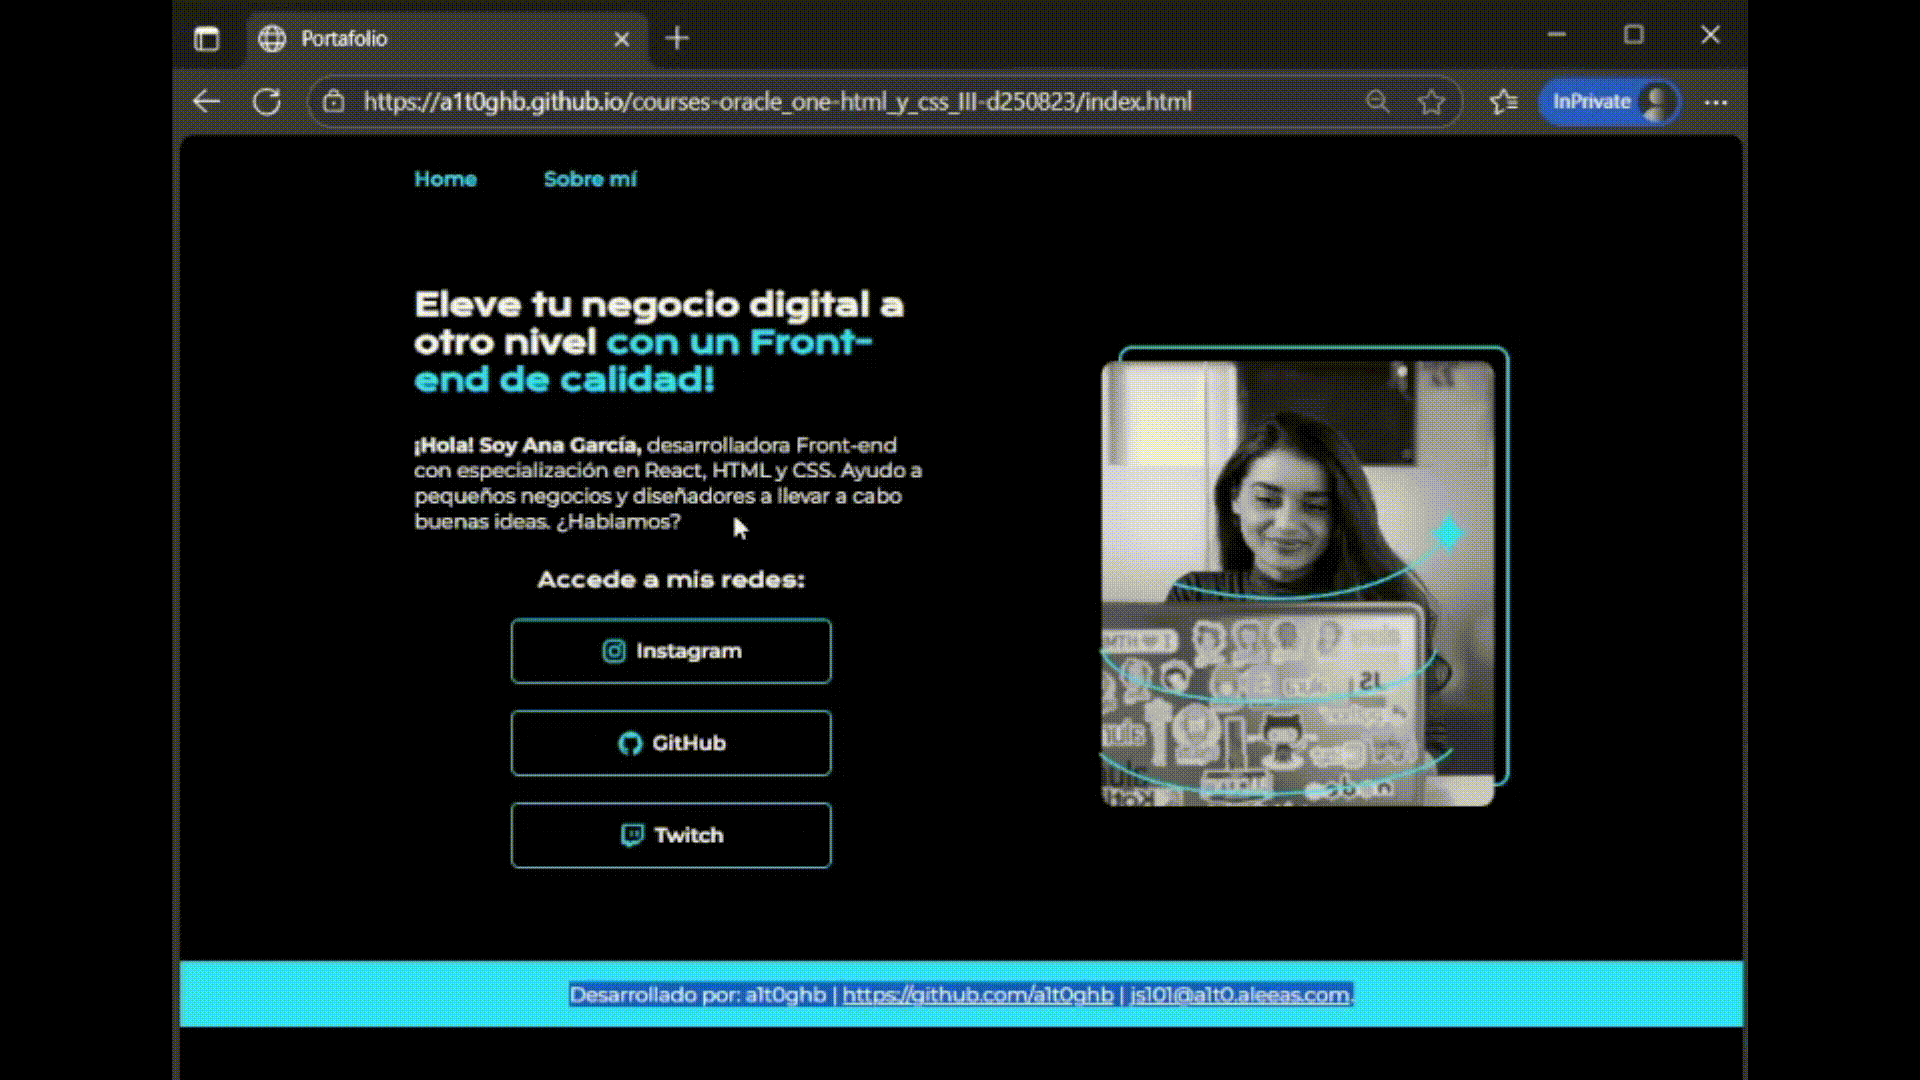 Portafolio
https://a1t0ghb.github.io/courses-oracle_one-html_y_css_III-d250823/index.html
InPrivate
Home
Sobre mí
Eleve tu negocio digital a
otro nivel con un Front-
end de calidad!
¡Hola! Soy Ana García, desarrolladora Front-end
con especialización en React, HTML y CSS. Ayudo a
pequeños negocios y diseñadores a llevar a cabo
buenas ideas. ¿Hablamos?
Accede a mis redes:
Instagram
GitHub
Twitch
Desarrollado por: a1t0ghb | https://github.com/a1t0ghb | js101@a1t0.aleeas.com.